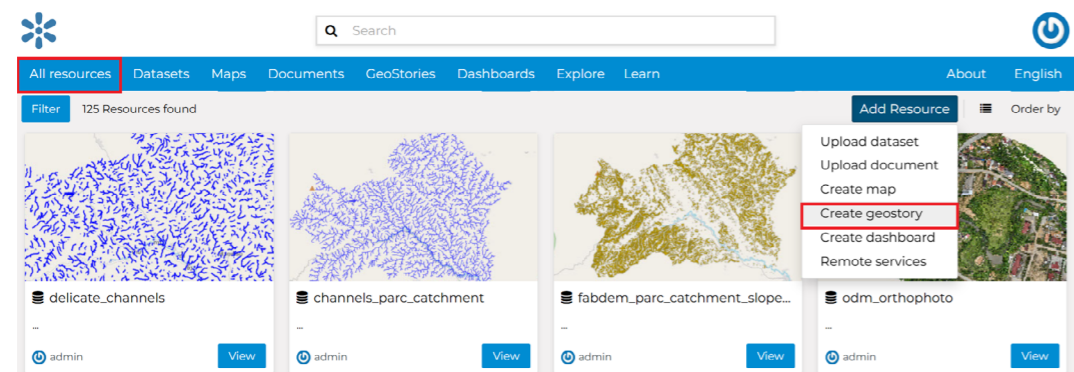 Search
All resources Datasets Maps Documents GeoStories Dashboards Explore Learn About English
Filter 125 Resources found Add Resource Order by
Upload dataset
Upload document
Create map
Create geostory
Create dashboard
Remote services
delicate_channels channels_parc_catchment fabdem_parc_catchment_slope... odm_orthophoto
... ... ... ...
admin View admin View admin View admin View